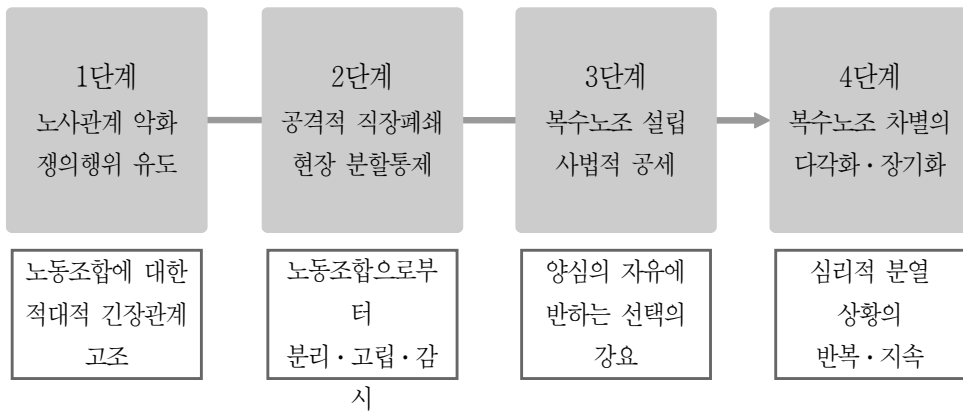 1단계
노사관계 악화
쟁의행위 유도
2단계
공격적 직장폐쇄
현장 분할통제
3단계
복수노조 설립
사법적 공세
4단계
복수노조 차별의
다각화·장기화
노동조합에 대한
적대적 긴장관계
고조
노동조합으로부
터
분리·고립·감
시
양심의 자유에
반하는 선택의
강요
심리적 분열
상황의
반복·지속